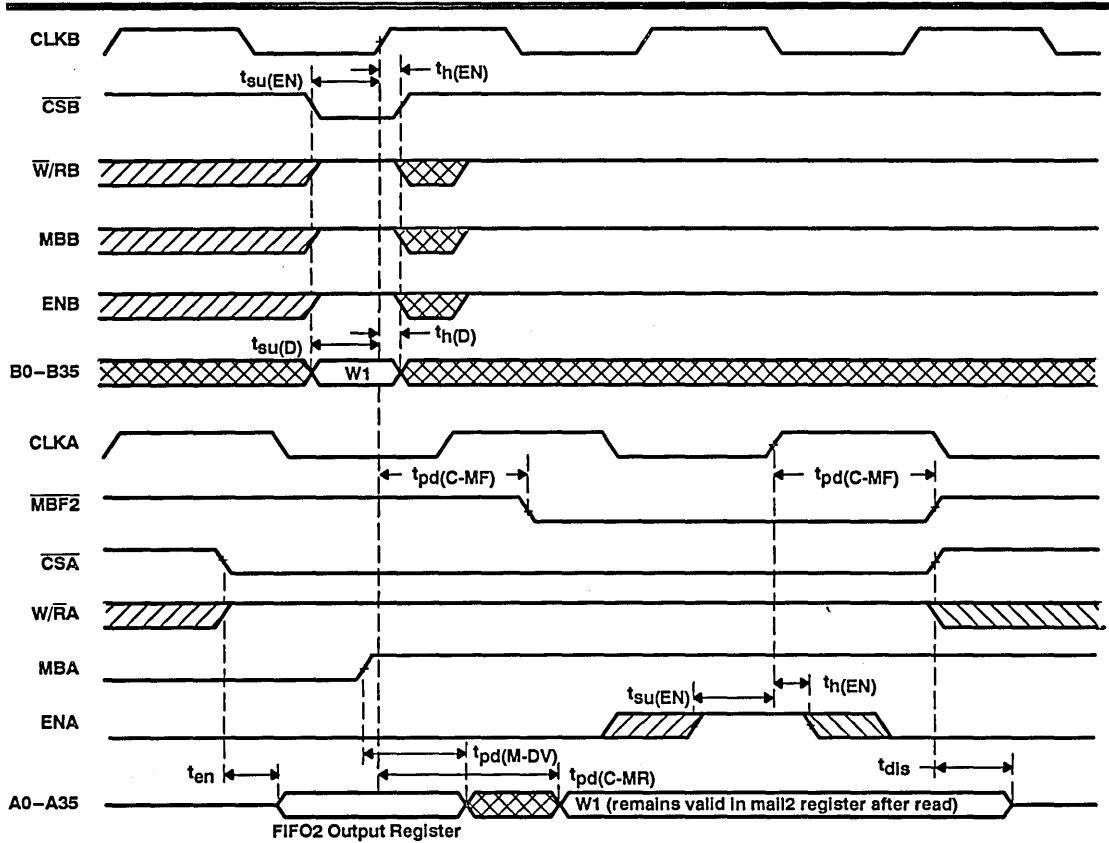 CLKB
tsu(EN)
th(EN)
CSB
W/RB
MBB
ENB
tsu(D)
th(D)
B0–B35
W1
CLKA
tpd(C-MF)
tpd(C-MF)
MBF2
CSA
W/RA
MBA
tsu(EN)
th(EN)
ENA
tpd(M-DV)
ten
tpd(C-MR)
tdis
A0–A35
W1 (remains valid in mail2 register after read)
FIFO2 Output Register